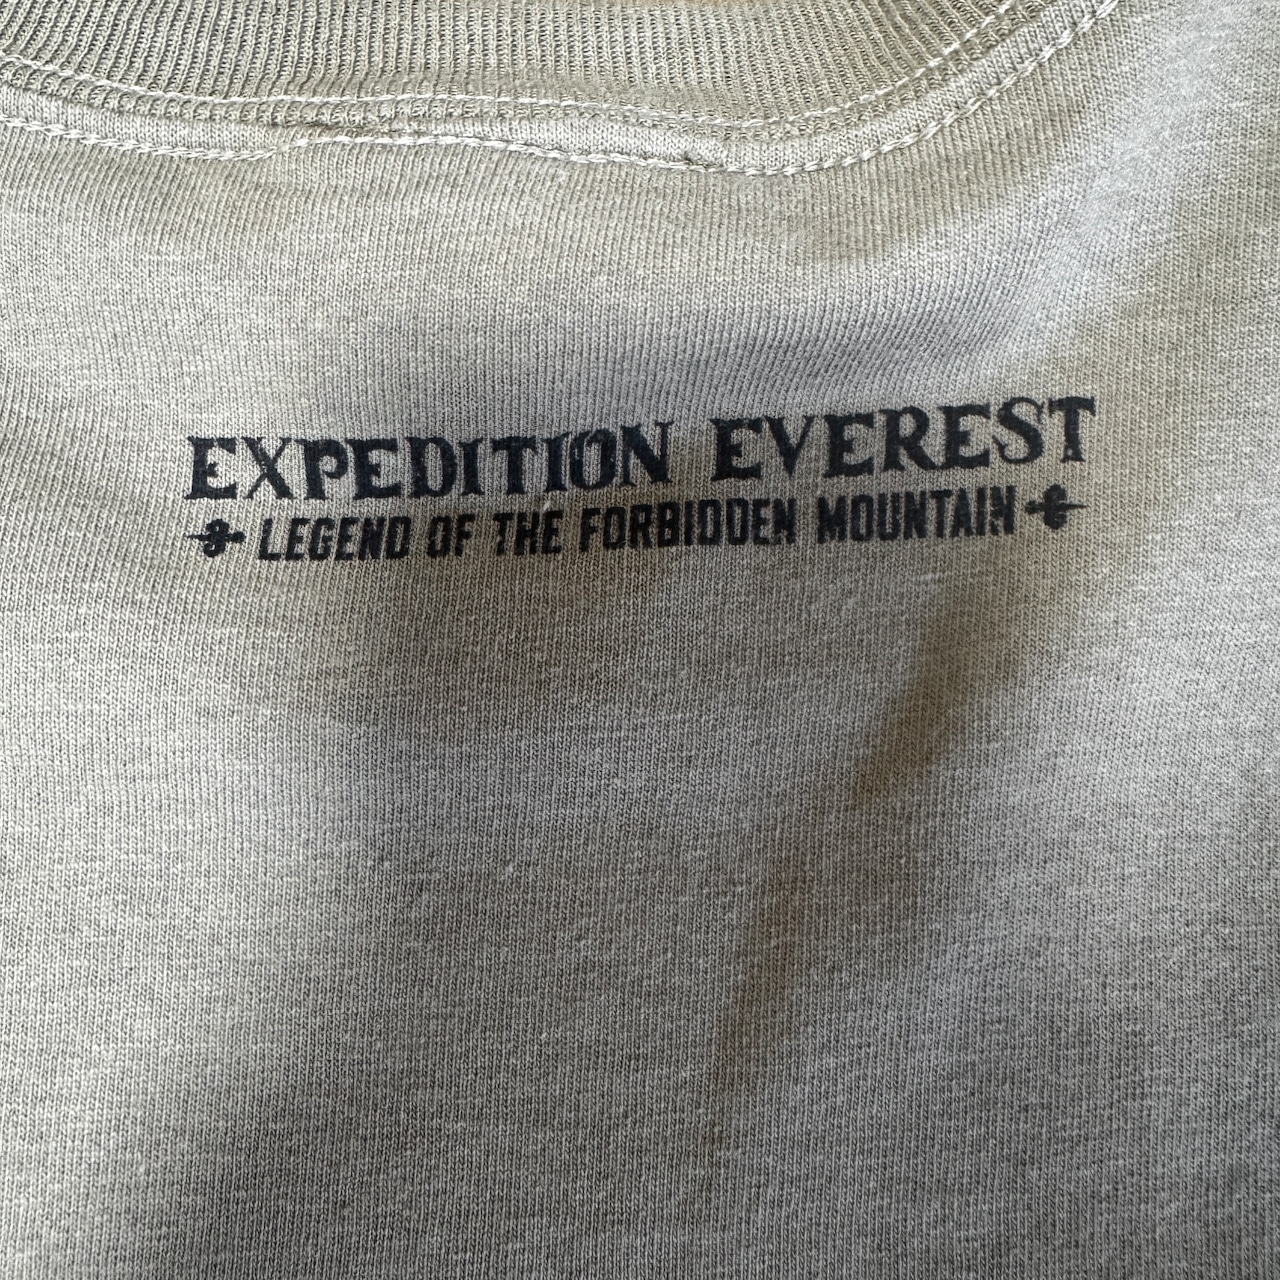 EXPEDITION EVEREST
LEGEND OF THE FORBIDDEN MOUNTAIN